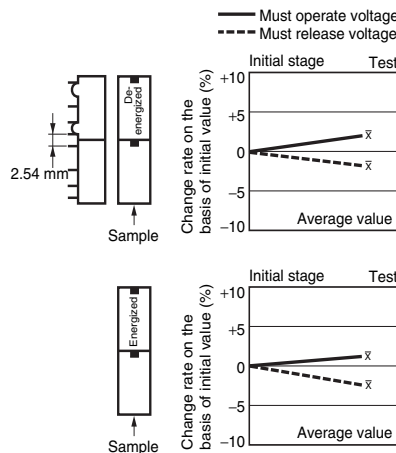 Must operate voltage
Must release voltage
Initial stage Test
De-
energized
2.54 mm
Sample
Change rate on the
basis of initial value (%)
+10
+5
0
−5
−10
x̄
x̄
Average value
Initial stage Test
Energized
Sample
Change rate on the
basis of initial value (%)
+10
+5
0
−5
−10
x̄
x̄
Average value